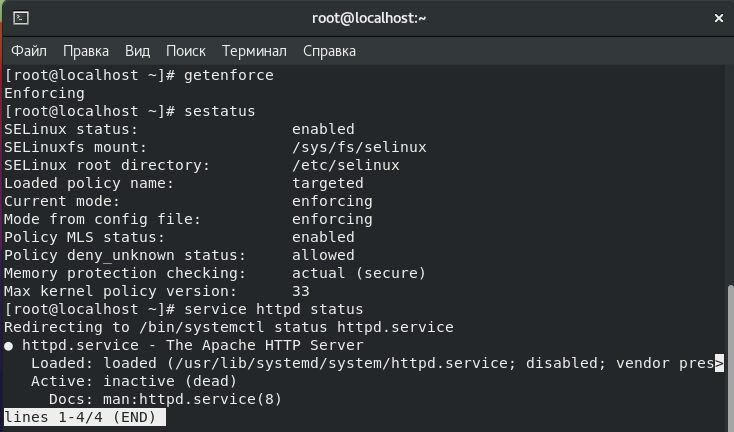 root@localhost:~
Файл Правка Вид Поиск Терминал Справка
[root@localhost ~]# getenforce
Enforcing
[root@localhost ~]# sestatus
SELinux status:                 enabled
SELinuxfs mount:                /sys/fs/selinux
SELinux root directory:         /etc/selinux
Loaded policy name:             targeted
Current mode:                   enforcing
Mode from config file:          enforcing
Policy MLS status:              enabled
Policy deny_unknown status:     allowed
Memory protection checking:     actual (secure)
Max kernel policy version:      33
[root@localhost ~]# service httpd status
Redirecting to /bin/systemctl status httpd.service
● httpd.service - The Apache HTTP Server
   Loaded: loaded (/usr/lib/systemd/system/httpd.service; disabled; vendor pres>
   Active: inactive (dead)
     Docs: man:httpd.service(8)
lines 1-4/4 (END)